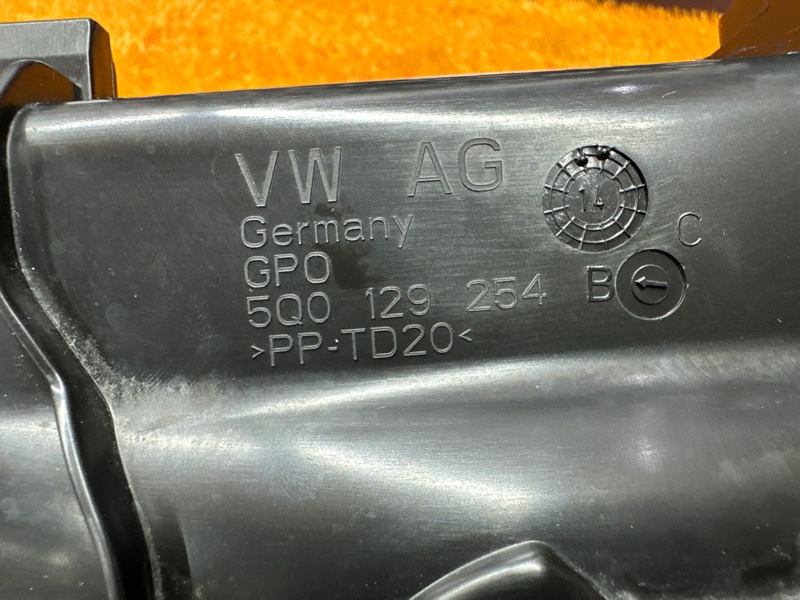 VW AG
Germany
GPO
5Q0 129 254
>PP-TD20<
14
C
B